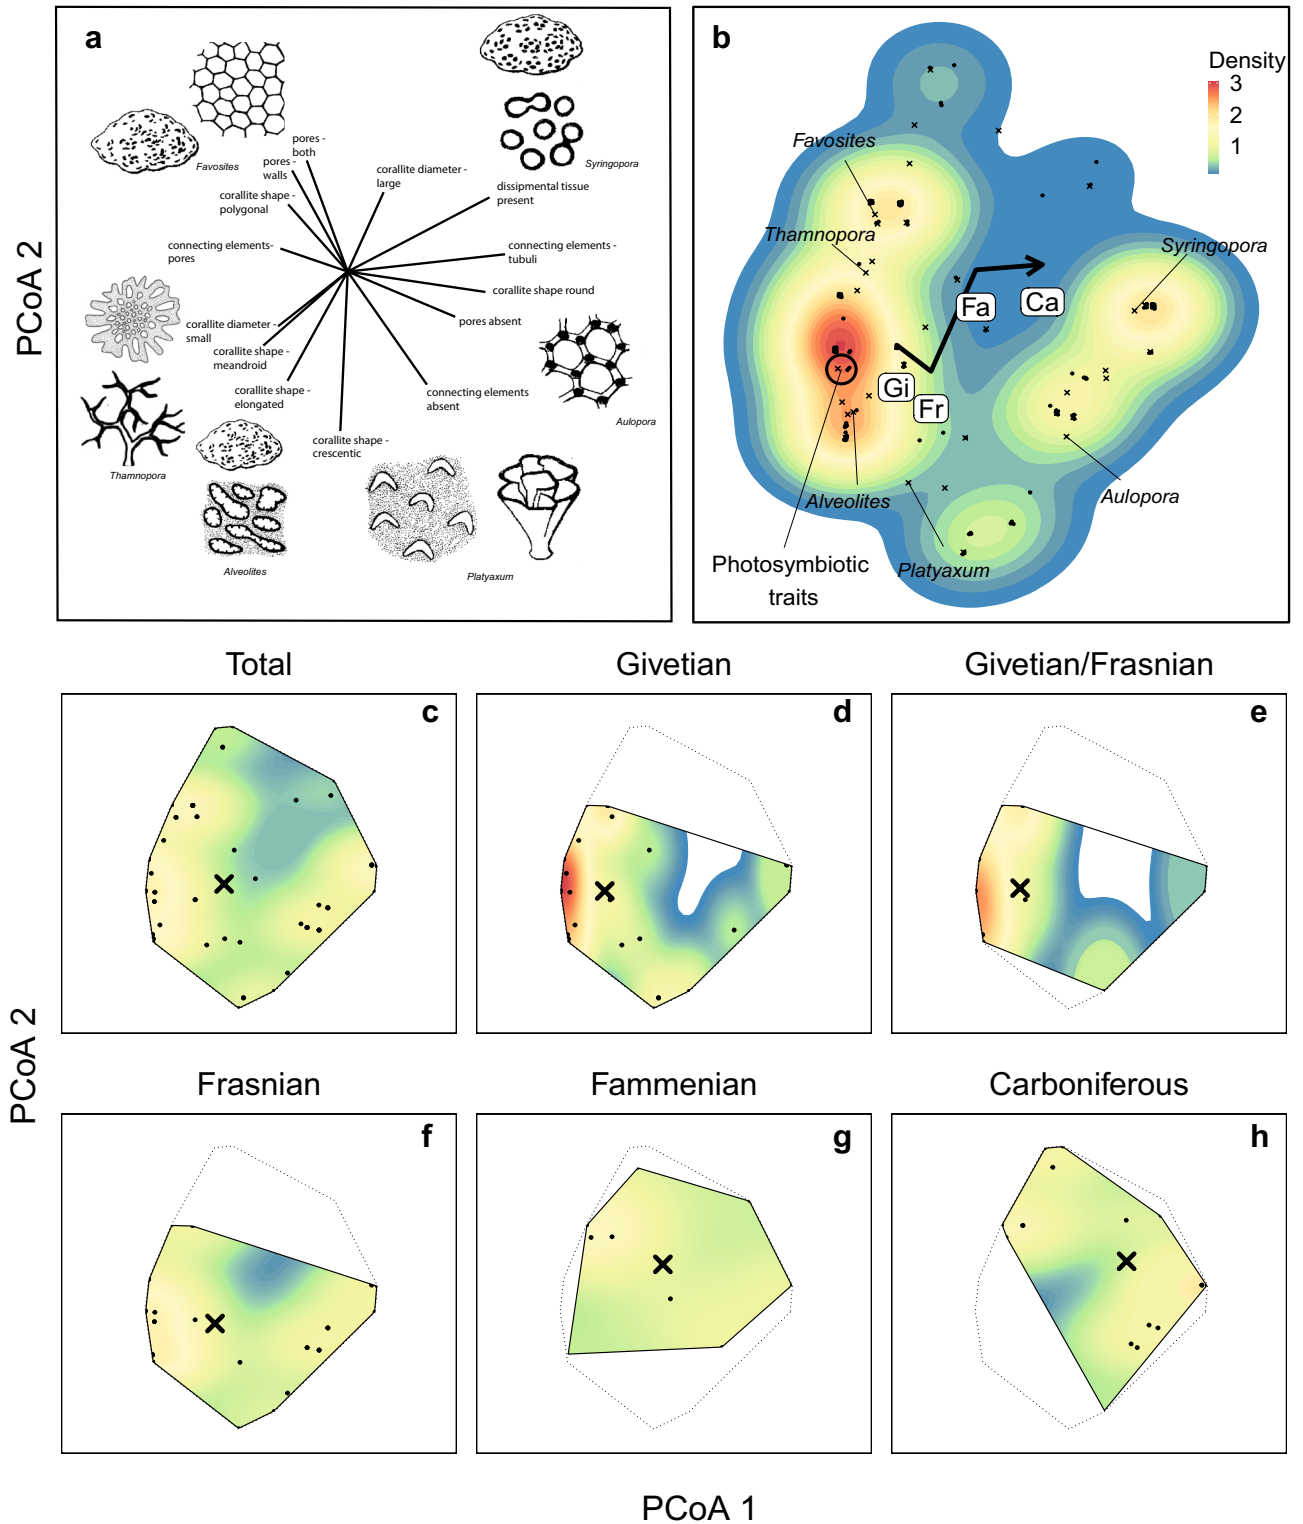 a
Favosites
Syringopora
pores -
both
pores -
walls
corallite diameter -
large
corallite shape -
polygonal
dissipmental tissue
present
connecting elements-
pores
connecting elements -
tubuli
corallite shape round
corallite diameter -
small
pores absent
corallite shape -
meandroid
corallite shape -
elongated
connecting elements
absent
corallite shape -
crescentic
Aulopora
Thamnopora
Alveolites
Platyaxum
PCoA 2
b
Density
3
2
1
Favosites
Thamnopora
Syringopora
Fa
Ca
Gi
Fr
Alveolites
Aulopora
Photosymbiotic
traits
Platyaxum
Total
Givetian
Givetian/Frasnian
c
d
e
PCoA 2
Frasnian
Fammenian
Carboniferous
f
g
h
PCoA 1